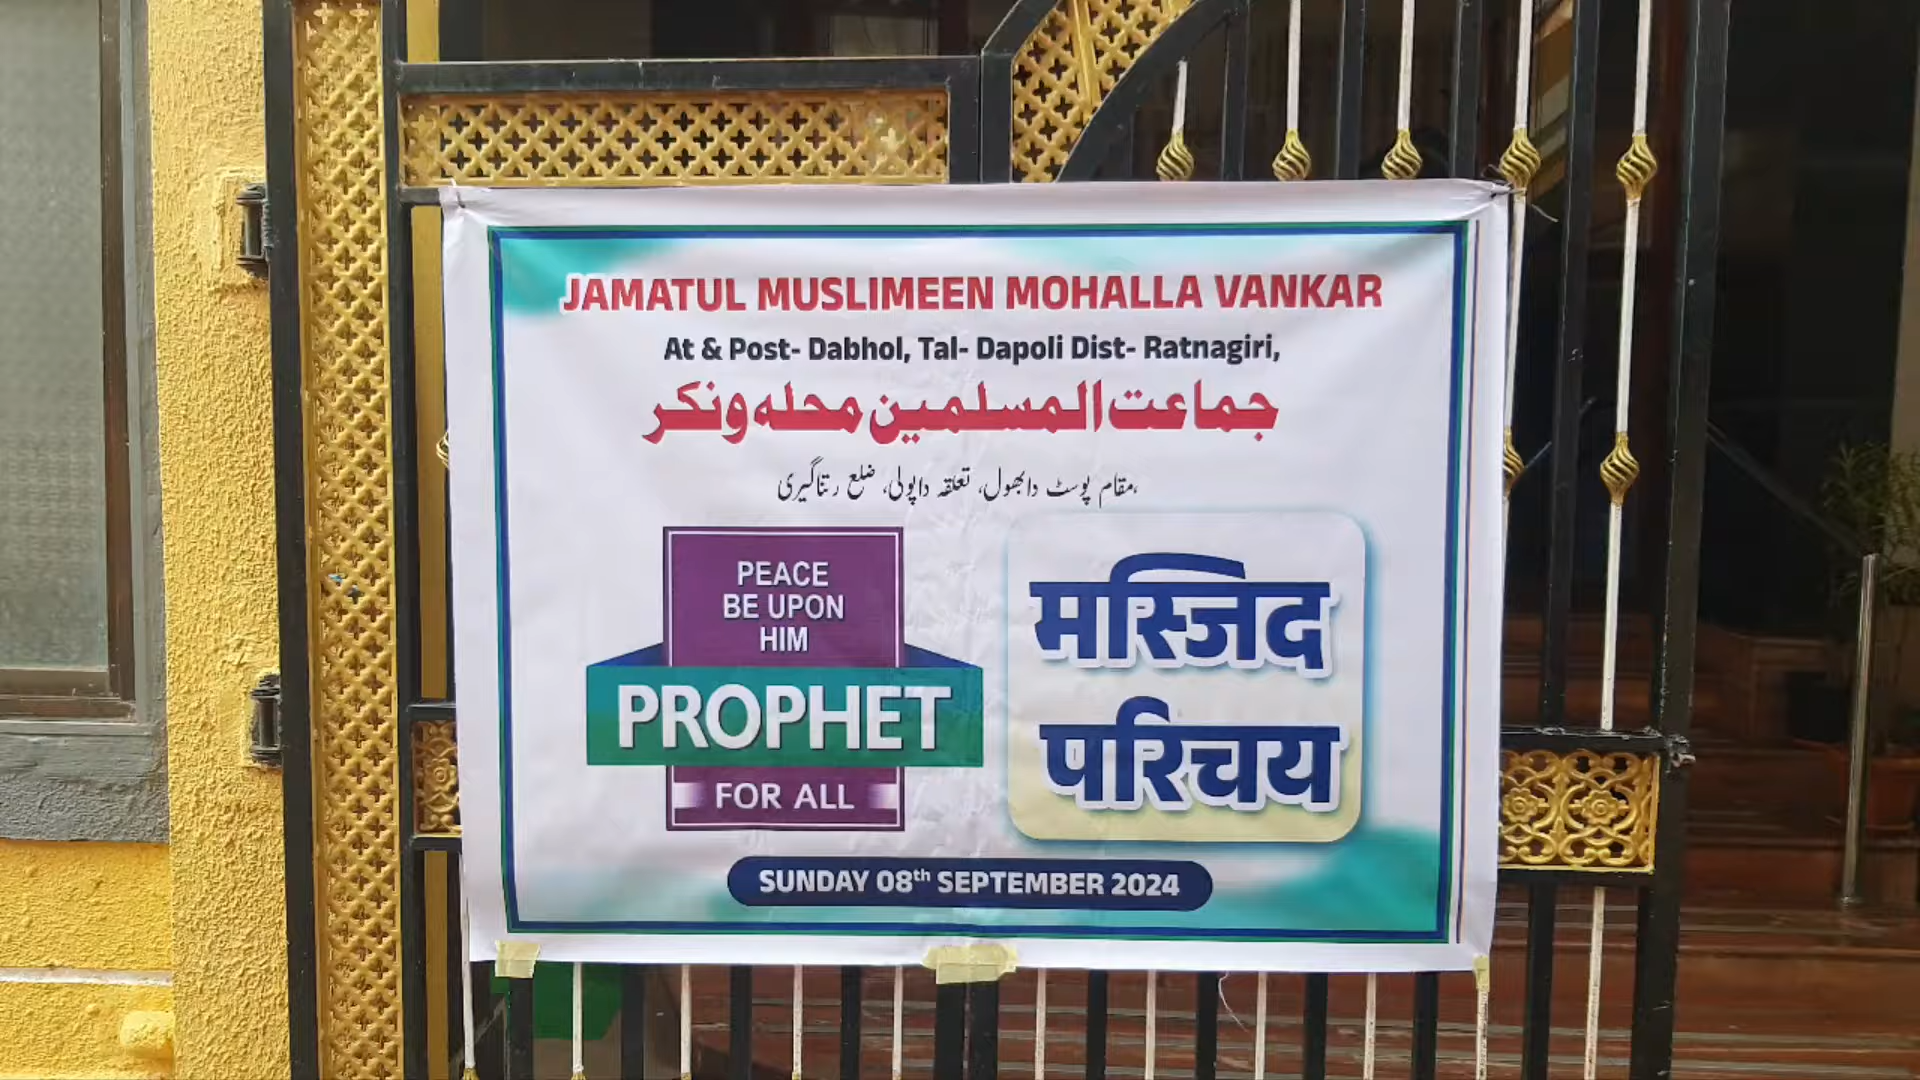 JAMATUL MUSLIMEEN MOHALLA VANKAR
At & Post- Dabhol, Tal- Dapoli Dist- Ratnagiri,
جماعت المسلمین محله ونکر
مقام پوسٹ دابھول، تعلقہ داپولی، ضلع رتناگیری،
PEACE
BE UPON
HIM
PROPHET
FOR ALL
मस्जिद
परिचय
SUNDAY 08th SEPTEMBER 2024